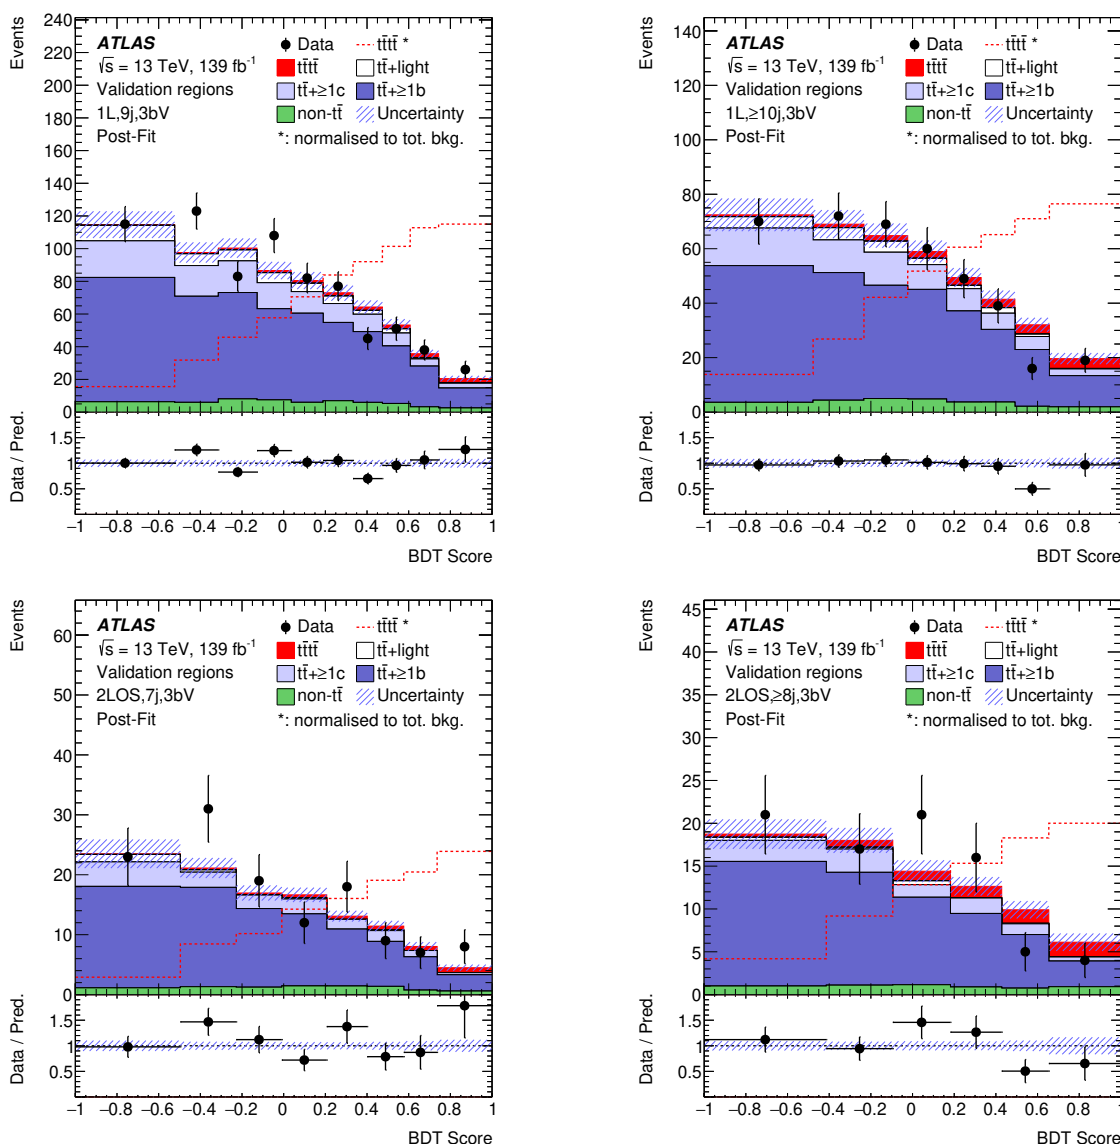 Events
240
220
200
180
160
140
120
100
80
60
40
20
0
ATLAS
√s = 13 TeV, 139 fb⁻¹
Validation regions
1L,9j,3bV
Post-Fit
Data
tt̄tt̄ *
tt̄tt̄
tt̄+light
tt̄+≥1c
tt̄+≥1b
non-tt̄
Uncertainty
*: normalised to tot. bkg.
Data / Pred.
1.5
1
0.5
−1 −0.8 −0.6 −0.4 −0.2 0 0.2 0.4 0.6 0.8 1
BDT Score
Events
140
120
100
80
60
40
20
0
ATLAS
√s = 13 TeV, 139 fb⁻¹
Validation regions
1L,≥10j,3bV
Post-Fit
Data
tt̄tt̄ *
tt̄tt̄
tt̄+light
tt̄+≥1c
tt̄+≥1b
non-tt̄
Uncertainty
*: normalised to tot. bkg.
Data / Pred.
1.5
1
0.5
−1 −0.8 −0.6 −0.4 −0.2 0 0.2 0.4 0.6 0.8 1
BDT Score
Events
60
50
40
30
20
10
0
ATLAS
√s = 13 TeV, 139 fb⁻¹
Validation regions
2LOS,7j,3bV
Post-Fit
Data
tt̄tt̄ *
tt̄tt̄
tt̄+light
tt̄+≥1c
tt̄+≥1b
non-tt̄
Uncertainty
*: normalised to tot. bkg.
Data / Pred.
1.5
1
0.5
−1 −0.8 −0.6 −0.4 −0.2 0 0.2 0.4 0.6 0.8 1
BDT Score
Events
45
40
35
30
25
20
15
10
5
0
ATLAS
√s = 13 TeV, 139 fb⁻¹
Validation regions
2LOS,≥8j,3bV
Post-Fit
Data
tt̄tt̄ *
tt̄tt̄
tt̄+light
tt̄+≥1c
tt̄+≥1b
non-tt̄
Uncertainty
*: normalised to tot. bkg.
Data / Pred.
1.5
1
0.5
−1 −0.8 −0.6 −0.4 −0.2 0 0.2 0.4 0.6 0.8 1
BDT Score